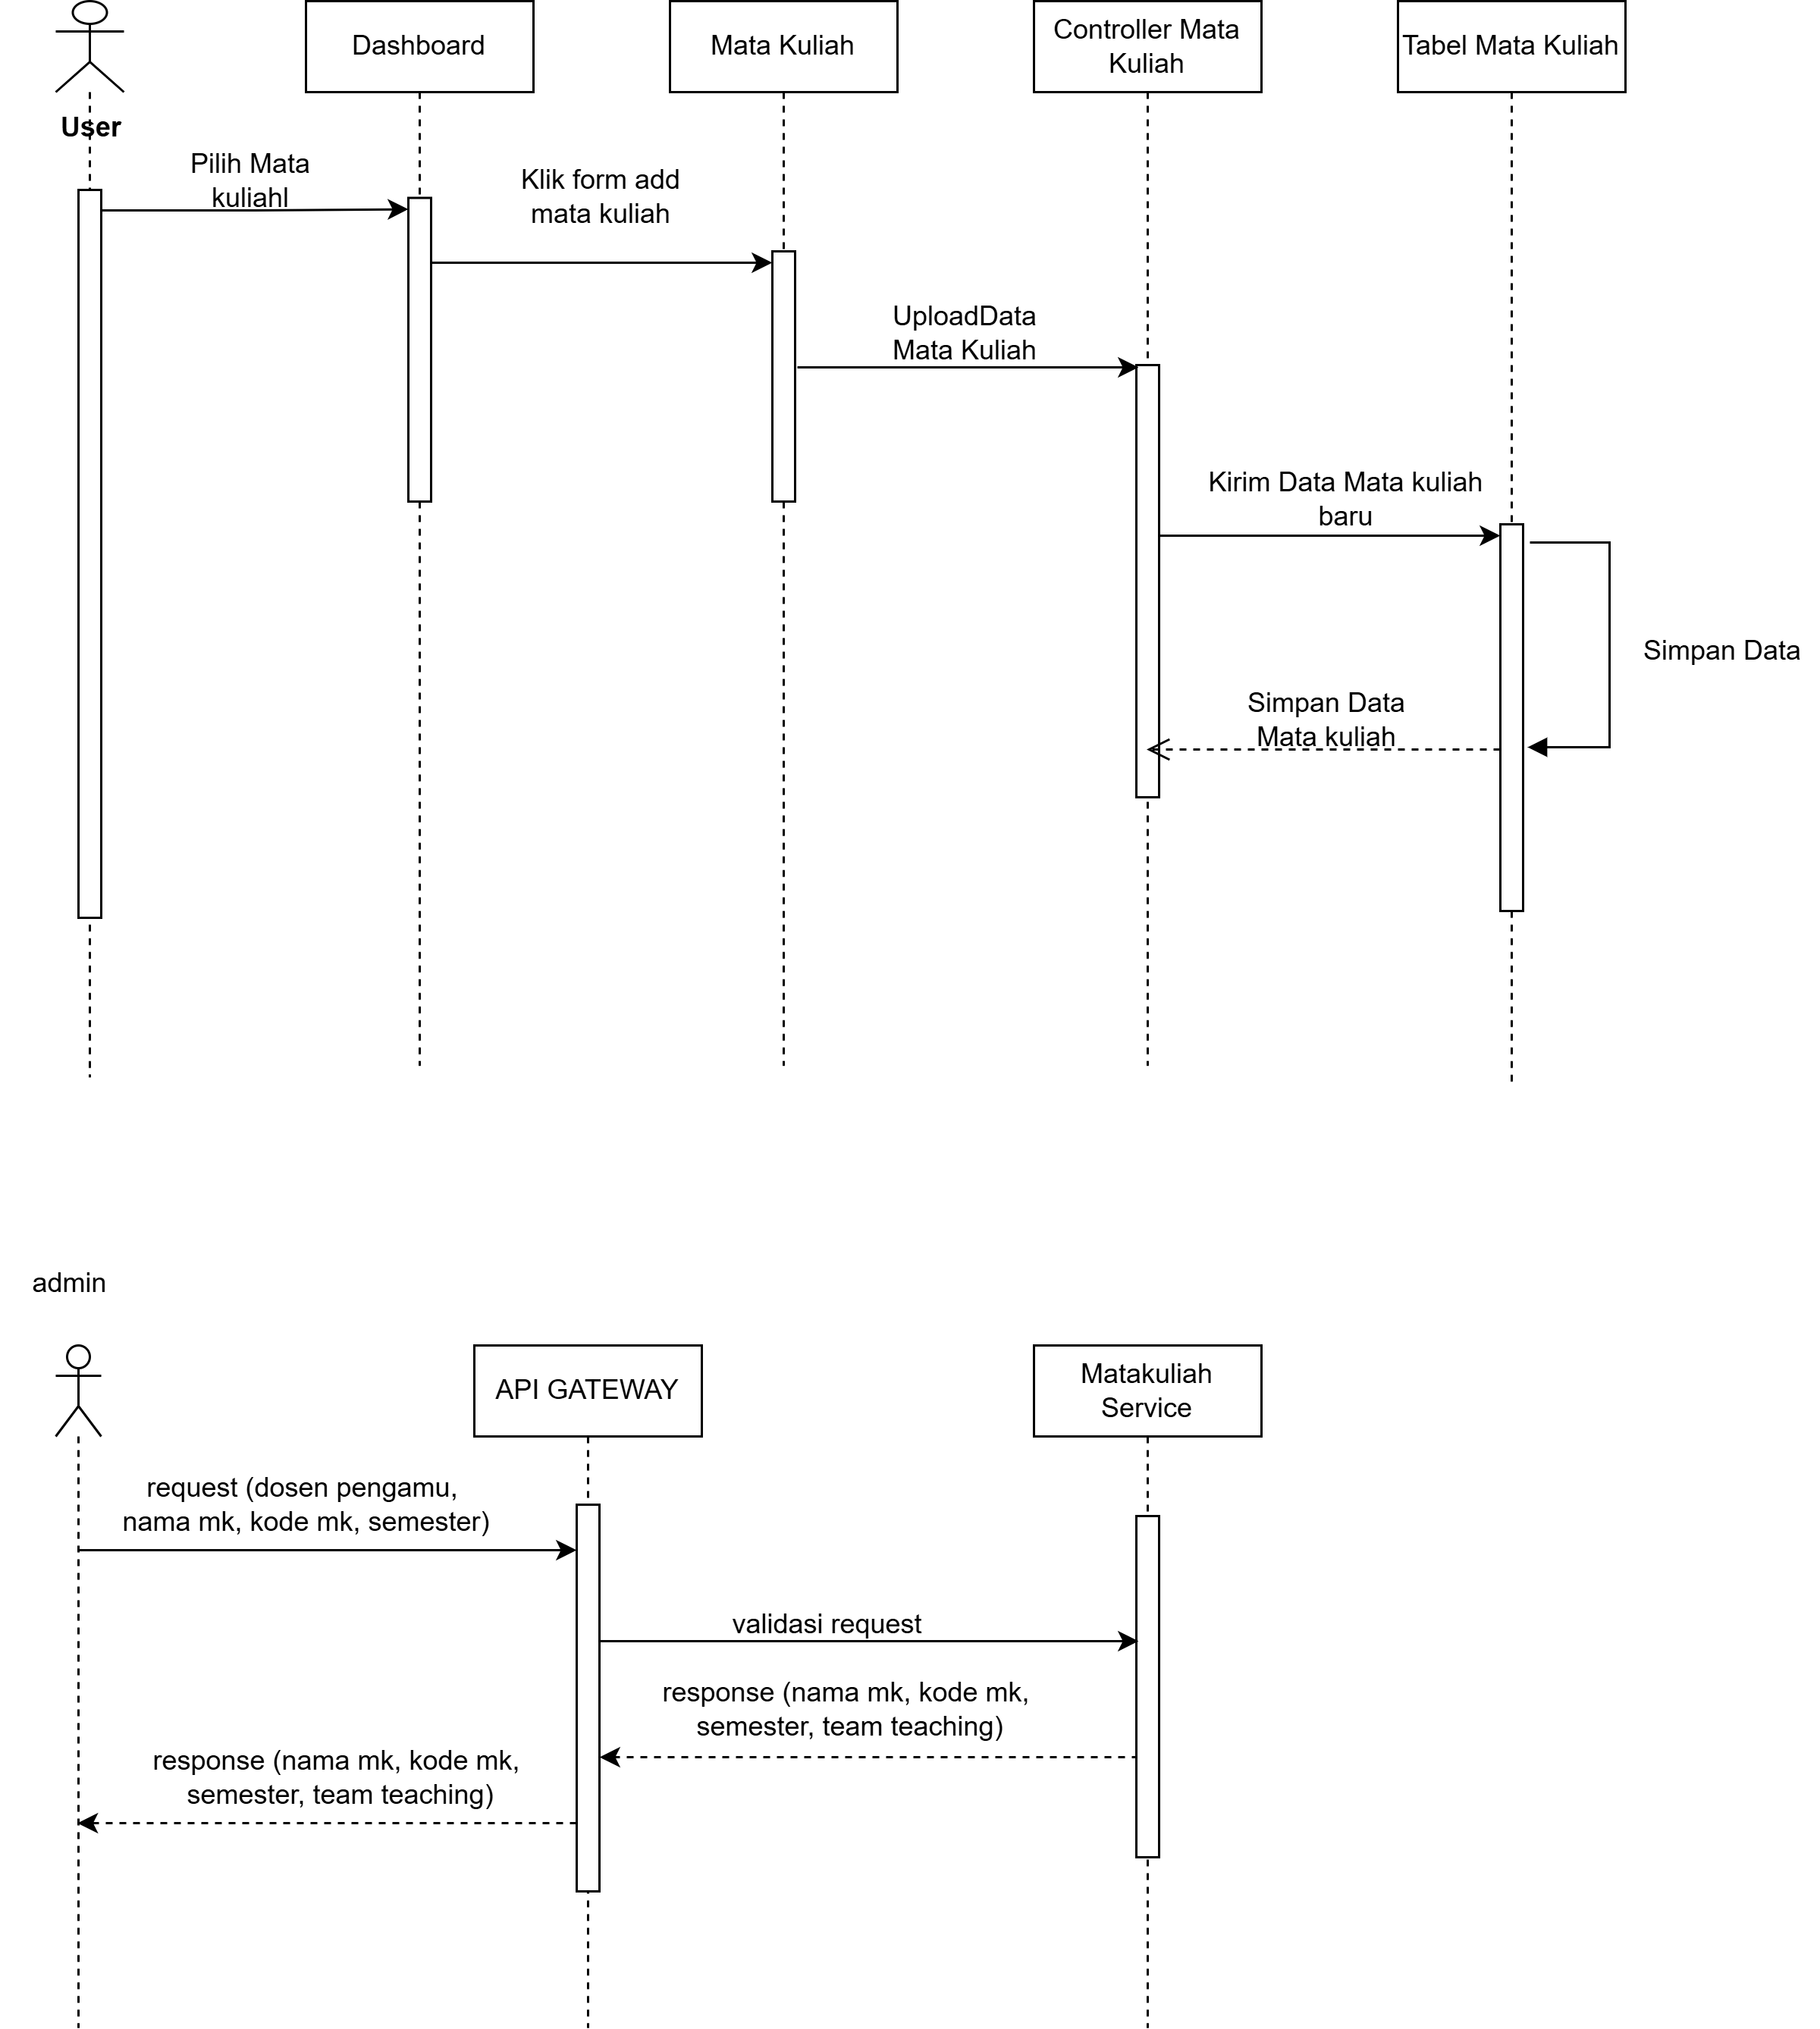 Dashboard
Mata Kuliah
Controller Mata
Kuliah
Tabel Mata Kuliah
User
Pilih Mata
kuliahl
Klik form add
mata kuliah
UploadData
Mata Kuliah
Kirim Data Mata kuliah
baru
Simpan Data
Simpan Data
Mata kuliah
admin
API GATEWAY
Matakuliah
Service
request (dosen pengamu,
nama mk, kode mk, semester)
validasi request
response (nama mk, kode mk,
semester, team teaching)
response (nama mk, kode mk,
semester, team teaching)